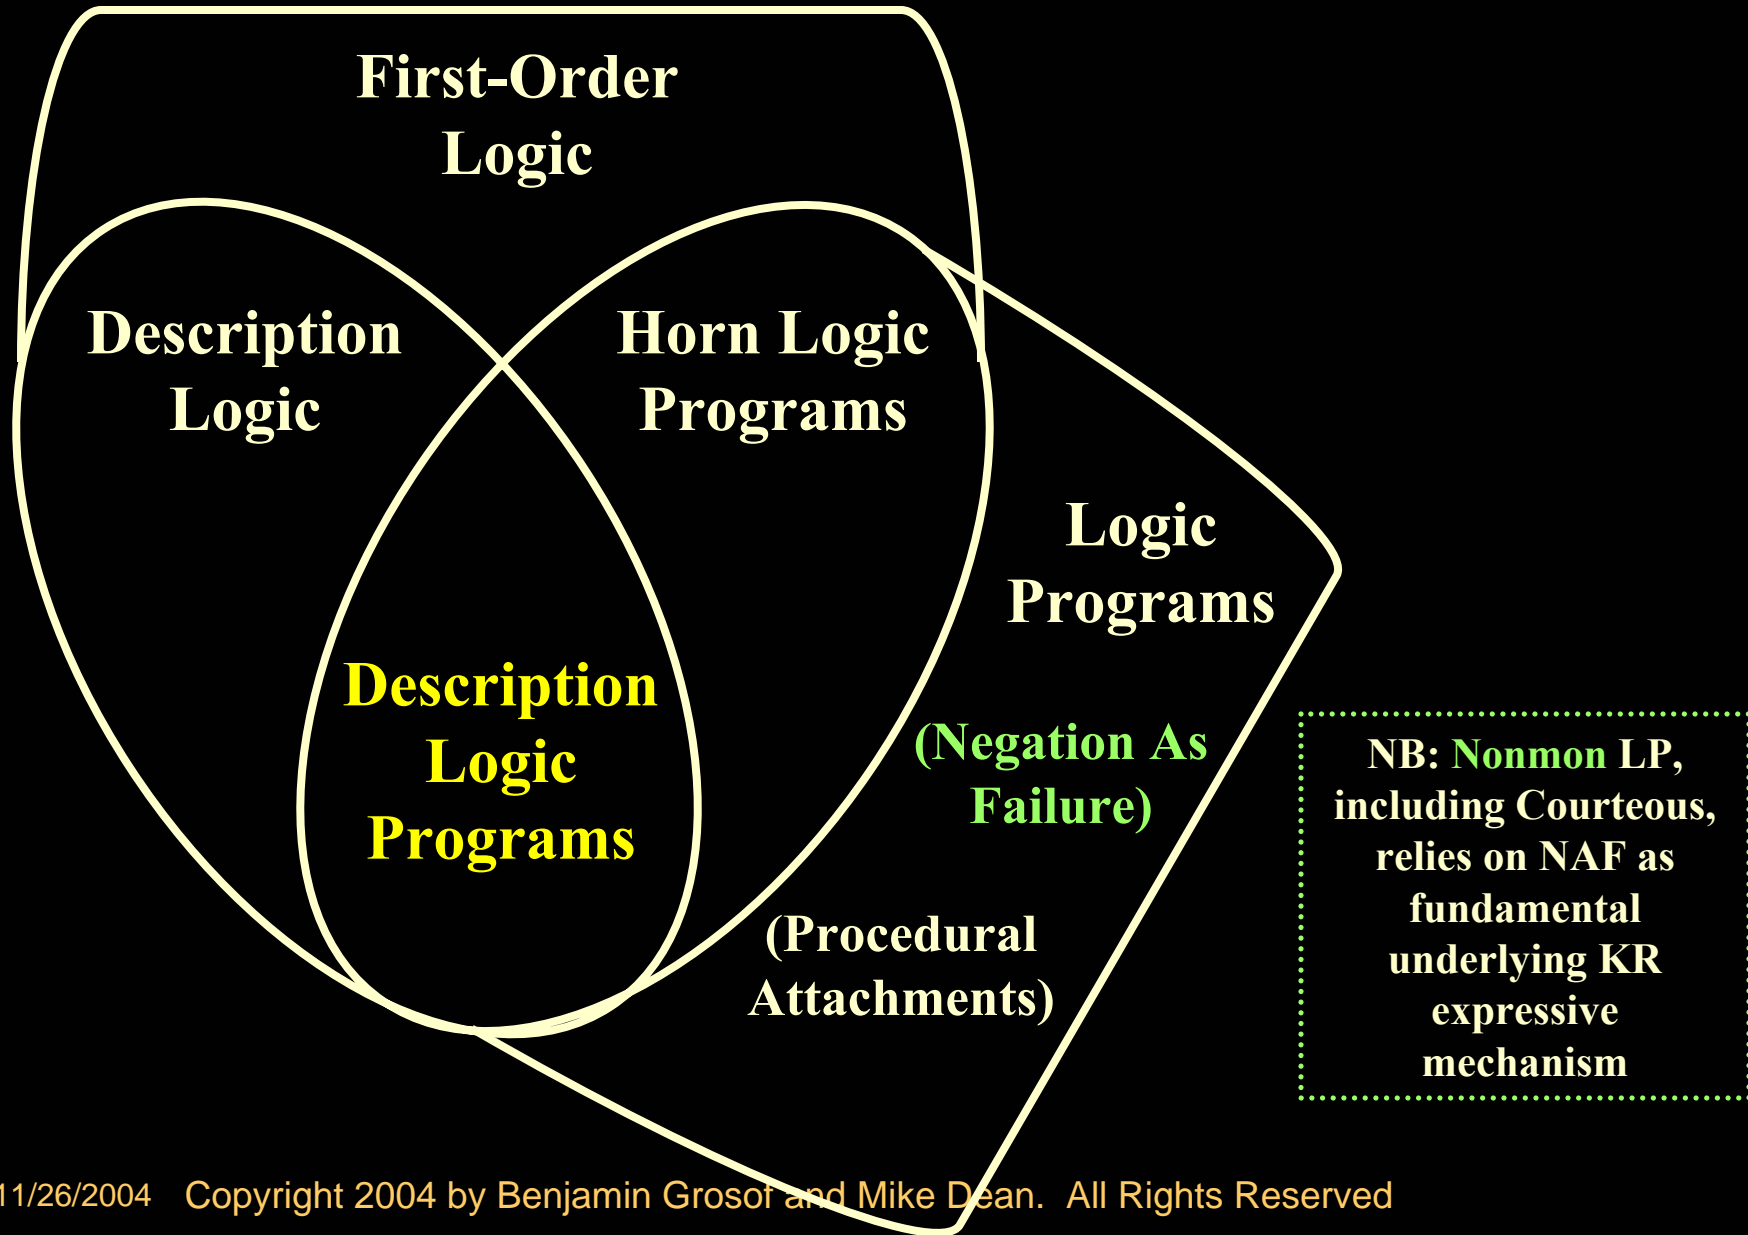 First-Order
Logic
Description
Logic
Horn Logic
Programs
Logic
Programs
Description
Logic
Programs
(Negation As
Failure)
(Procedural
Attachments)
NB: Nonmon LP,
including Courteous,
relies on NAF as
fundamental
underlying KR
expressive
mechanism
11/26/2004 Copyright 2004 by Benjamin Grosof and Mike Dean. All Rights Reserved